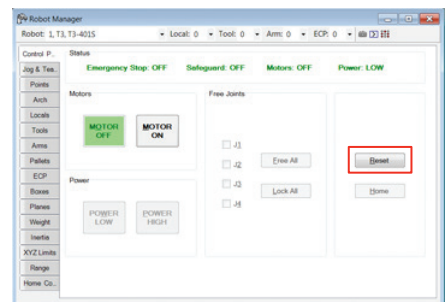 Robot Manager
Robot: 1, T3, T3-401S Local: 0 Tool: 0 Arm: 0 ECP: 0
Control P..
Status
Emergency Stop: OFF Safeguard: OFF Motors: OFF Power: LOW
Jog & Tea..
Points
Arch
Locals
Tools
Arms
Pallets
ECP
Boxes
Planes
Weight
Inertia
XYZ Limits
Range
Home Co..
Motors
MOTOR OFF
MOTOR ON
Power
POWER LOW
POWER HIGH
Free Joints
J1
J2
J3
J4
Free All
Lock All
Reset
Home